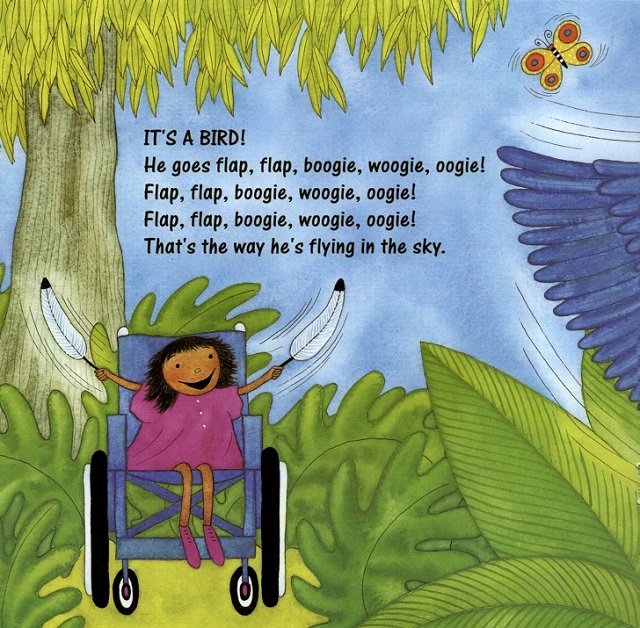 IT'S A BIRD!
He goes flap, flap, boogie, woogie, oogie!
Flap, flap, boogie, woogie, oogie!
Flap, flap, boogie, woogie, oogie!
That's the way he's flying in the sky.